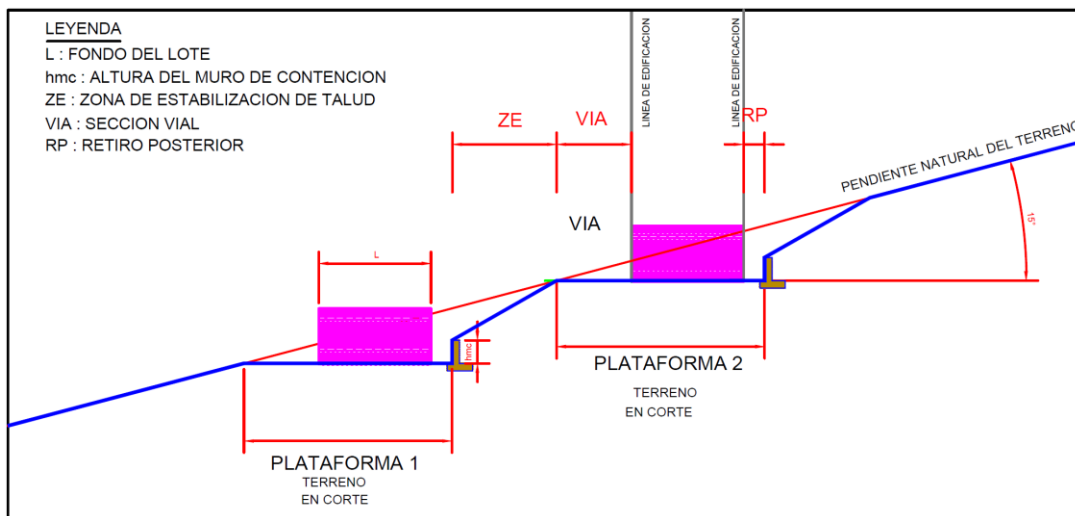 LEYENDA
L : FONDO DEL LOTE
hmc : ALTURA DEL MURO DE CONTENCION
ZE : ZONA DE ESTABILIZACION DE TALUD
VIA : SECCION VIAL
RP : RETIRO POSTERIOR
LINEA DE EDIFICACION
LINEA DE EDIFICACION
ZE
VIA
RP
PENDIENTE NATURAL DEL TERRENO
VIA
15°
L
hmc
PLATAFORMA 2
TERRENO
EN CORTE
PLATAFORMA 1
TERRENO
EN CORTE